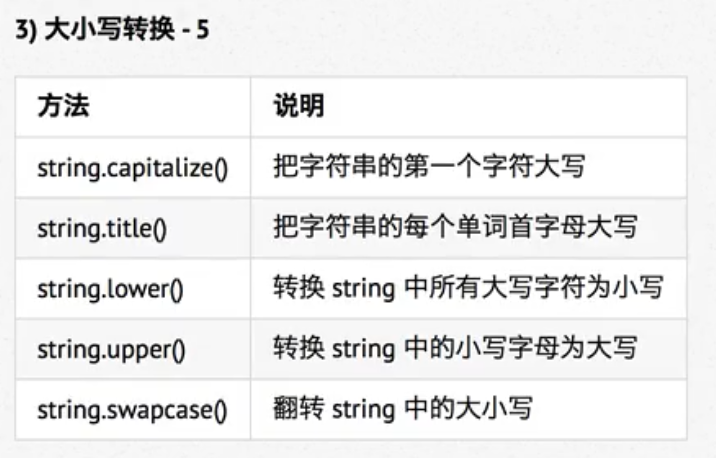 3) 大小写转换 - 5
方法 说明
string.capitalize() 把字符串的第一个字符大写
string.title() 把字符串的每个单词首字母大写
string.lower() 转换 string 中所有大写字符为小写
string.upper() 转换 string 中的小写字母为大写
string.swapcase() 翻转 string 中的大小写